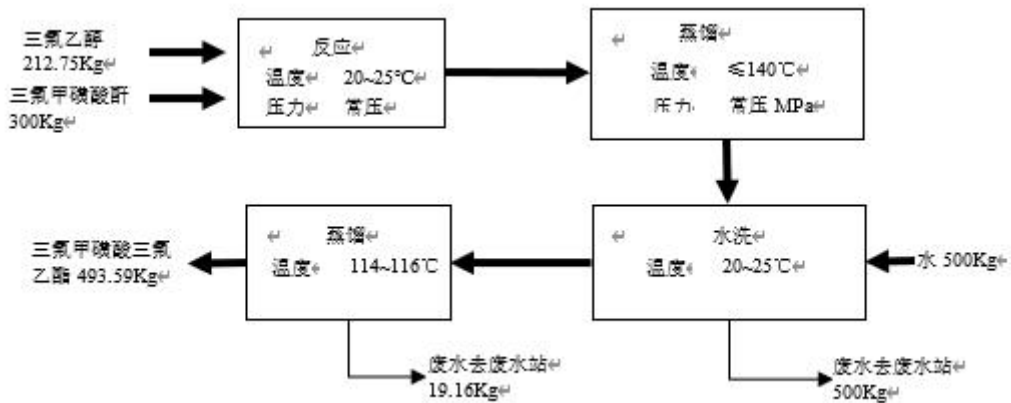 三氟乙醇
212.75Kg↵
三氟甲磺酸酐
300Kg↵
↵ 反应↵
温度↵ 20~25℃↵
压力↵ 常压↵
↵ 蒸馏↵
温度↵ ≤140℃↵
压力 常压 MPa↵
三氟甲磺酸三氟
乙酯 493.59Kg↵
↵ 蒸馏↵
温度↵ 114~116℃↵
↵ 水洗↵
温度↵ 20~25℃↵
水 500Kg↵
废水去废水站↵
19.16Kg↵
废水去废水站↵
500Kg↵